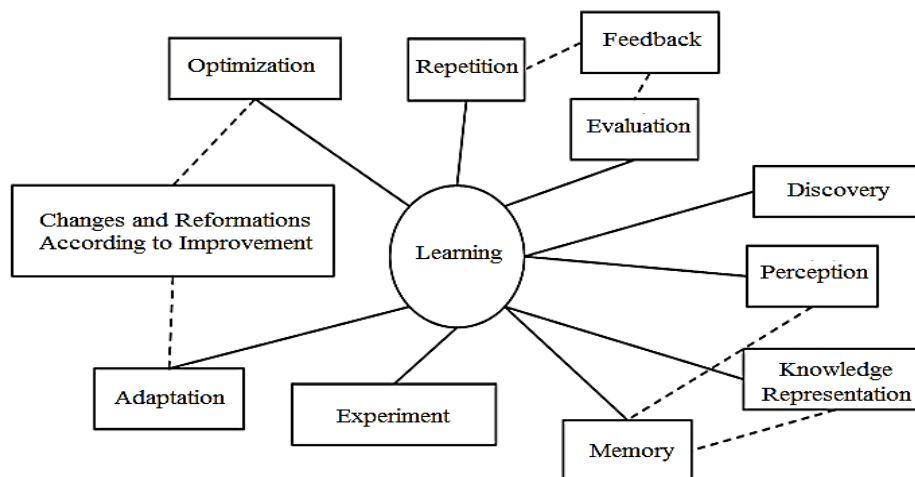 Feedback
Optimization
Repetition
Evaluation
Discovery
Changes and Reformations
According to Improvement
Learning
Perception
Knowledge
Representation
Adaptation
Experiment
Memory